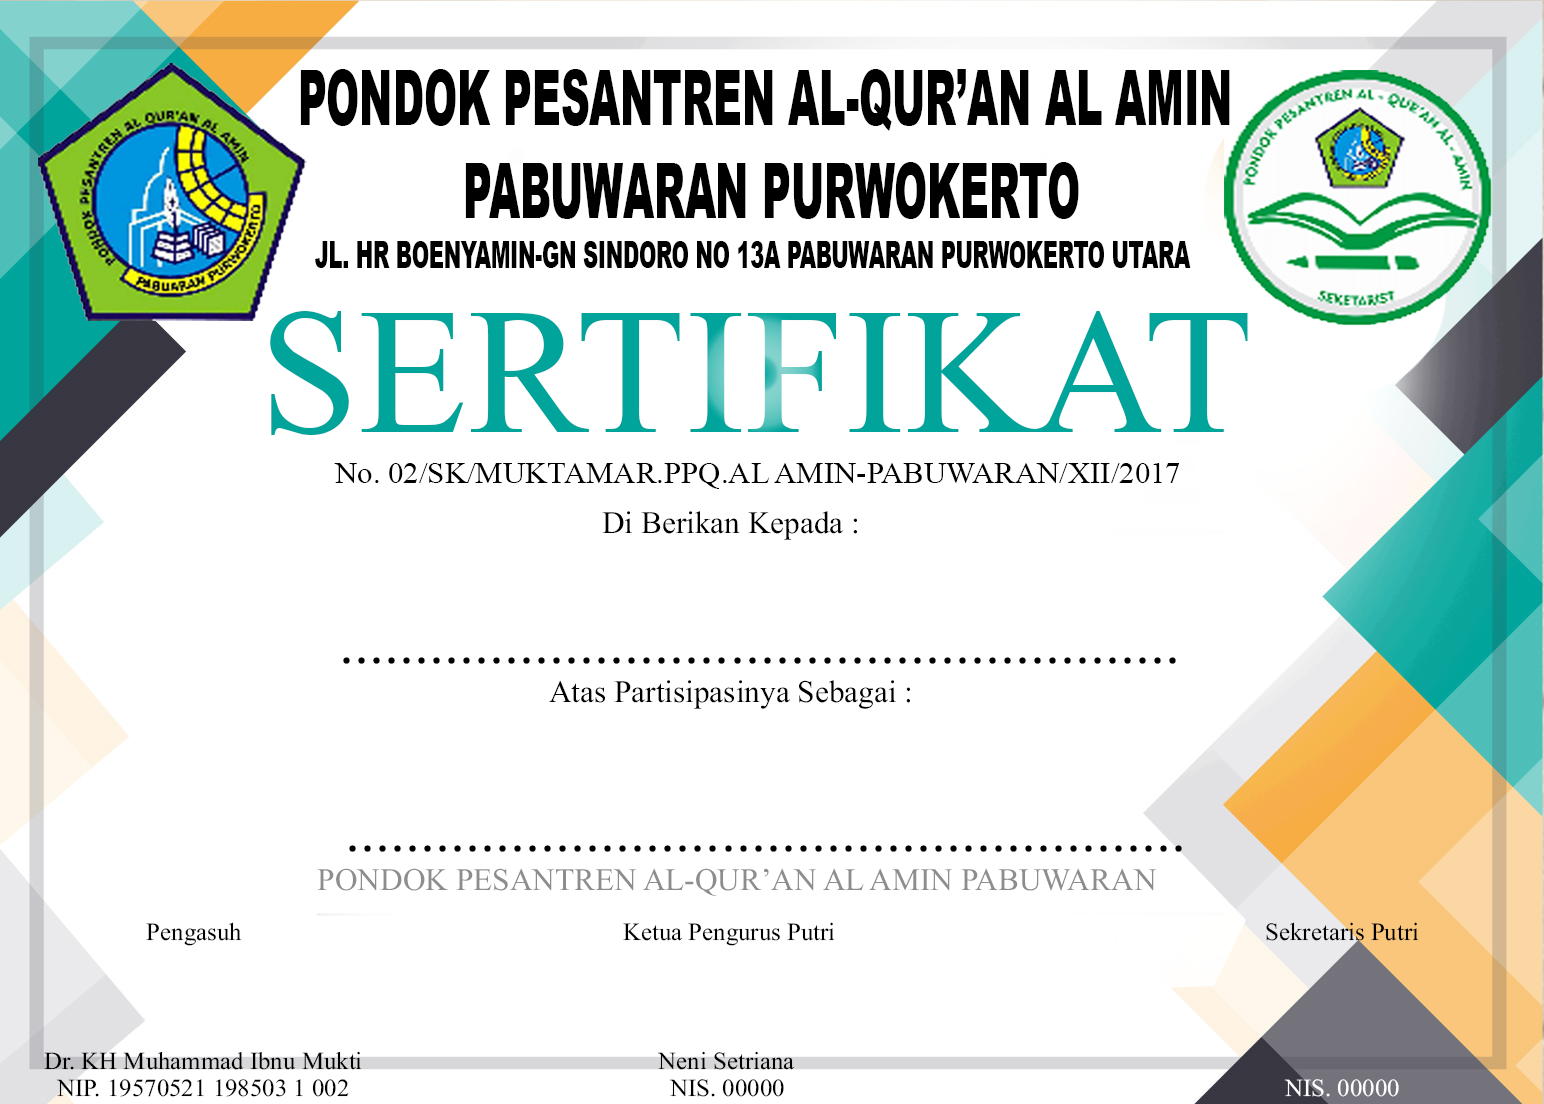 PONDOK PESANTREN AL-QUR’AN AL AMIN
PABUWARAN PURWOKERTO
JL. HR BOENYAMIN-GN SINDORO NO 13A PABUWARAN PURWOKERTO UTARA
PONDOK PESANTREN AL QUR'AN AL AMIN
PABUARAN PURWOKERTO
PONDOK PESANTREN AL - QUR'AN AL - AMIN
SEKETARIST
SERTIFIKAT
No. 02/SK/MUKTAMAR.PPQ.AL AMIN-PABUWARAN/XII/2017
Di Berikan Kepada :
Atas Partisipasinya Sebagai :
PONDOK PESANTREN AL-QUR’AN AL AMIN PABUWARAN
Pengasuh Ketua Pengurus Putri Sekretaris Putri
Dr. KH Muhammad Ibnu Mukti Neni Setriana
NIP. 19570521 198503 1 002 NIS. 00000 NIS. 00000